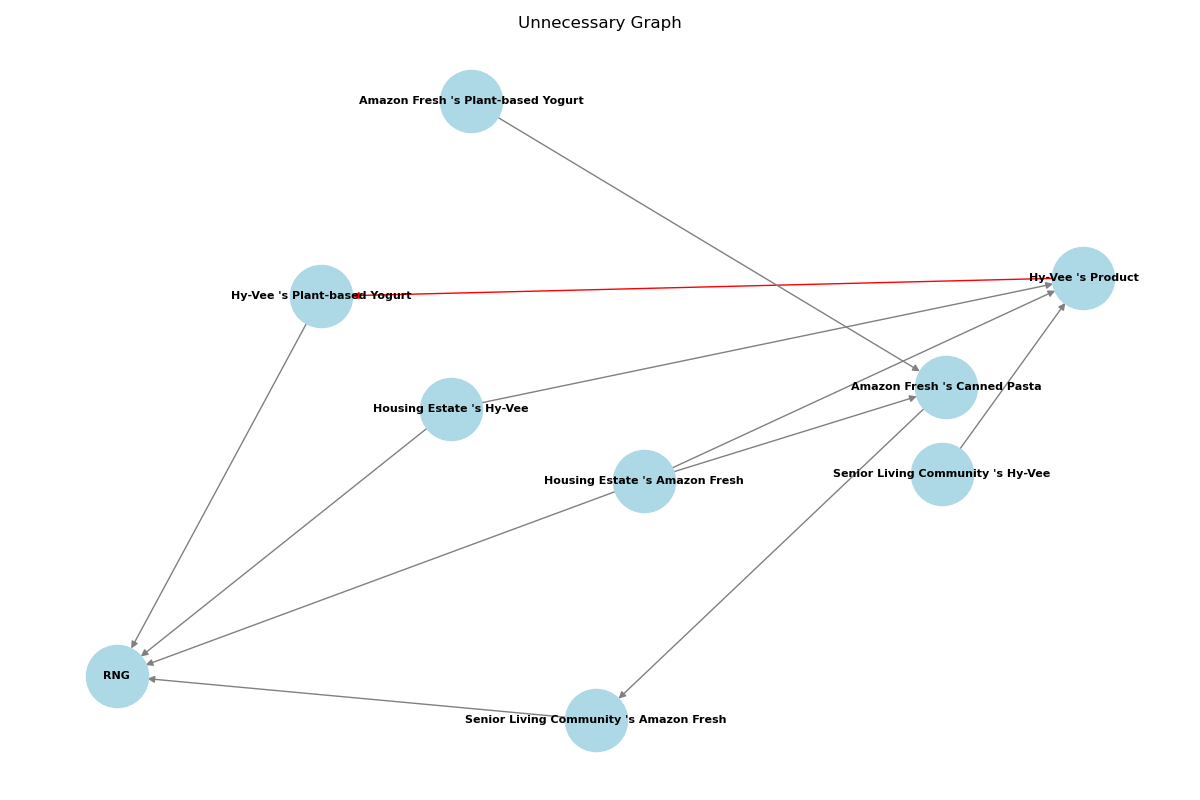 Unnecessary Graph
Amazon Fresh 's Plant-based Yogurt
Hy-Vee 's Product
Hy-Vee 's Plant-based Yogurt
Amazon Fresh 's Canned Pasta
Housing Estate 's Hy-Vee
Senior Living Community 's Hy-Vee
Housing Estate 's Amazon Fresh
RNG
Senior Living Community 's Amazon Fresh